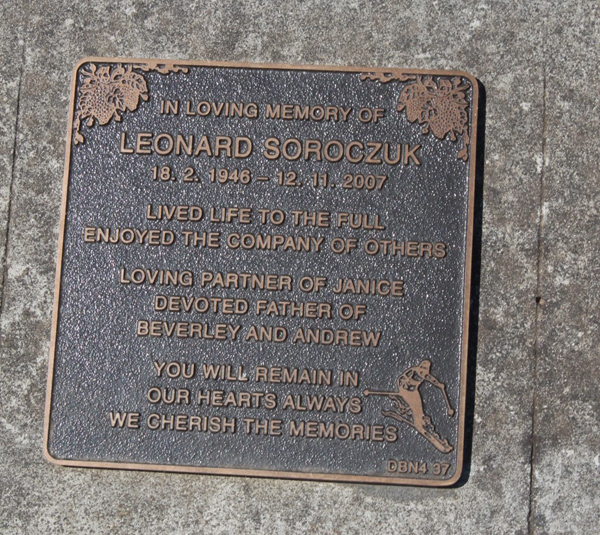 IN LOVING MEMORY OF
LEONARD SOROCZUK
18. 2. 1946 – 12. 11. 2007
LIVED LIFE TO THE FULL
ENJOYED THE COMPANY OF OTHERS
LOVING PARTNER OF JANICE
DEVOTED FATHER OF
BEVERLEY AND ANDREW
YOU WILL REMAIN IN
OUR HEARTS ALWAYS
WE CHERISH THE MEMORIES
DBN4 37